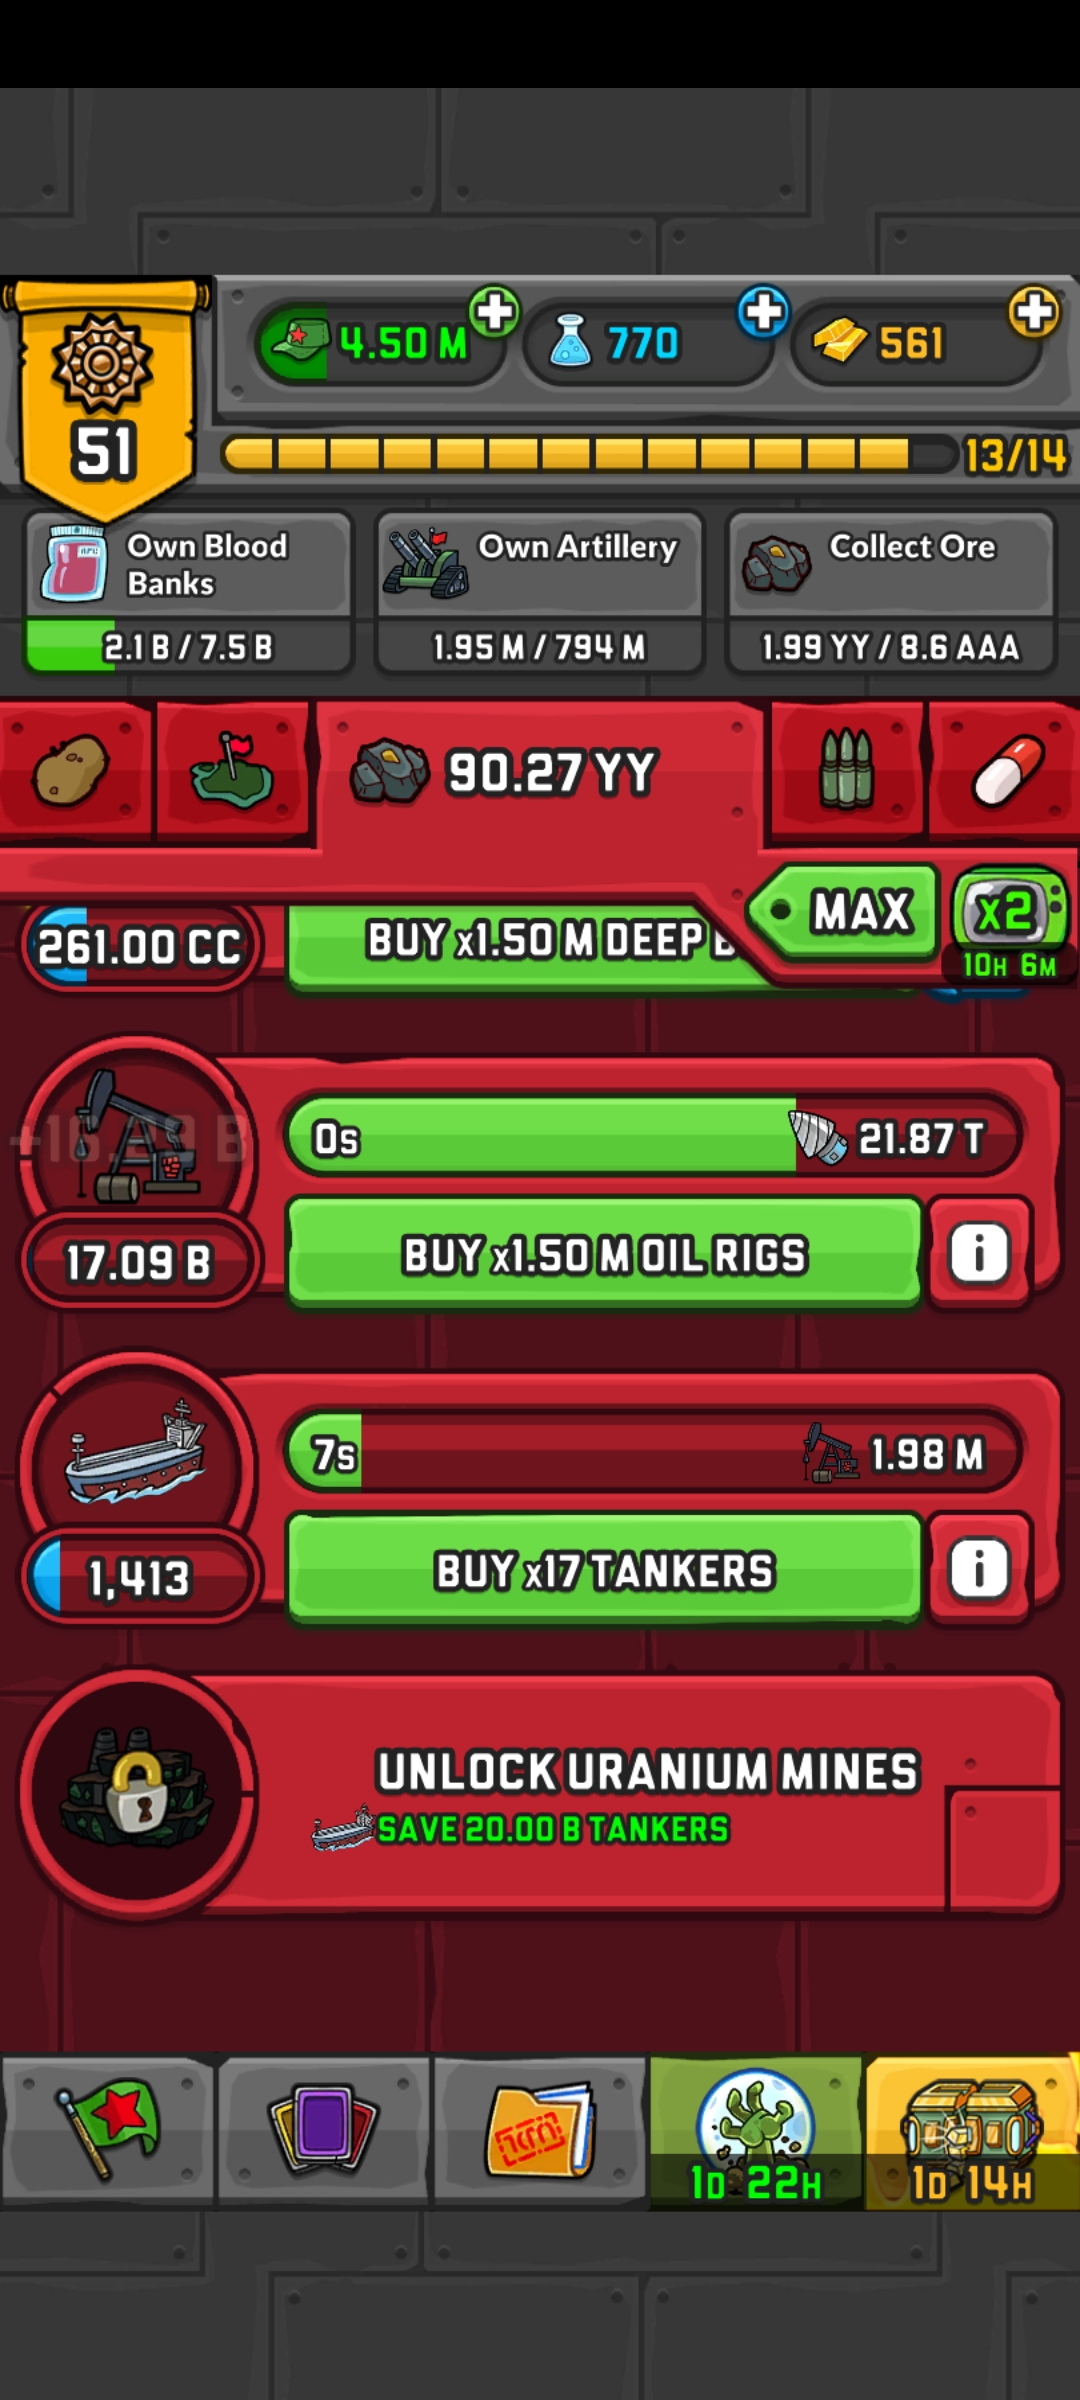 51
4.50 M
770
561
13/14
Own Blood
Banks
2.1 B / 7.5 B
Own Artillery
1.95 M / 794 M
Collect Ore
1.99 YY / 8.6 AAA
90.27 YY
MAX
x2
10H 6M
261.00 CC
BUY x1.50 M DEEP
0s
21.87 T
17.09 B
BUY x1.50 M OIL RIGS
i
7s
1.98 M
1,413
BUY x17 TANKERS
i
UNLOCK URANIUM MINES
SAVE 20.00 B TANKERS
1D 22H
1D 14H